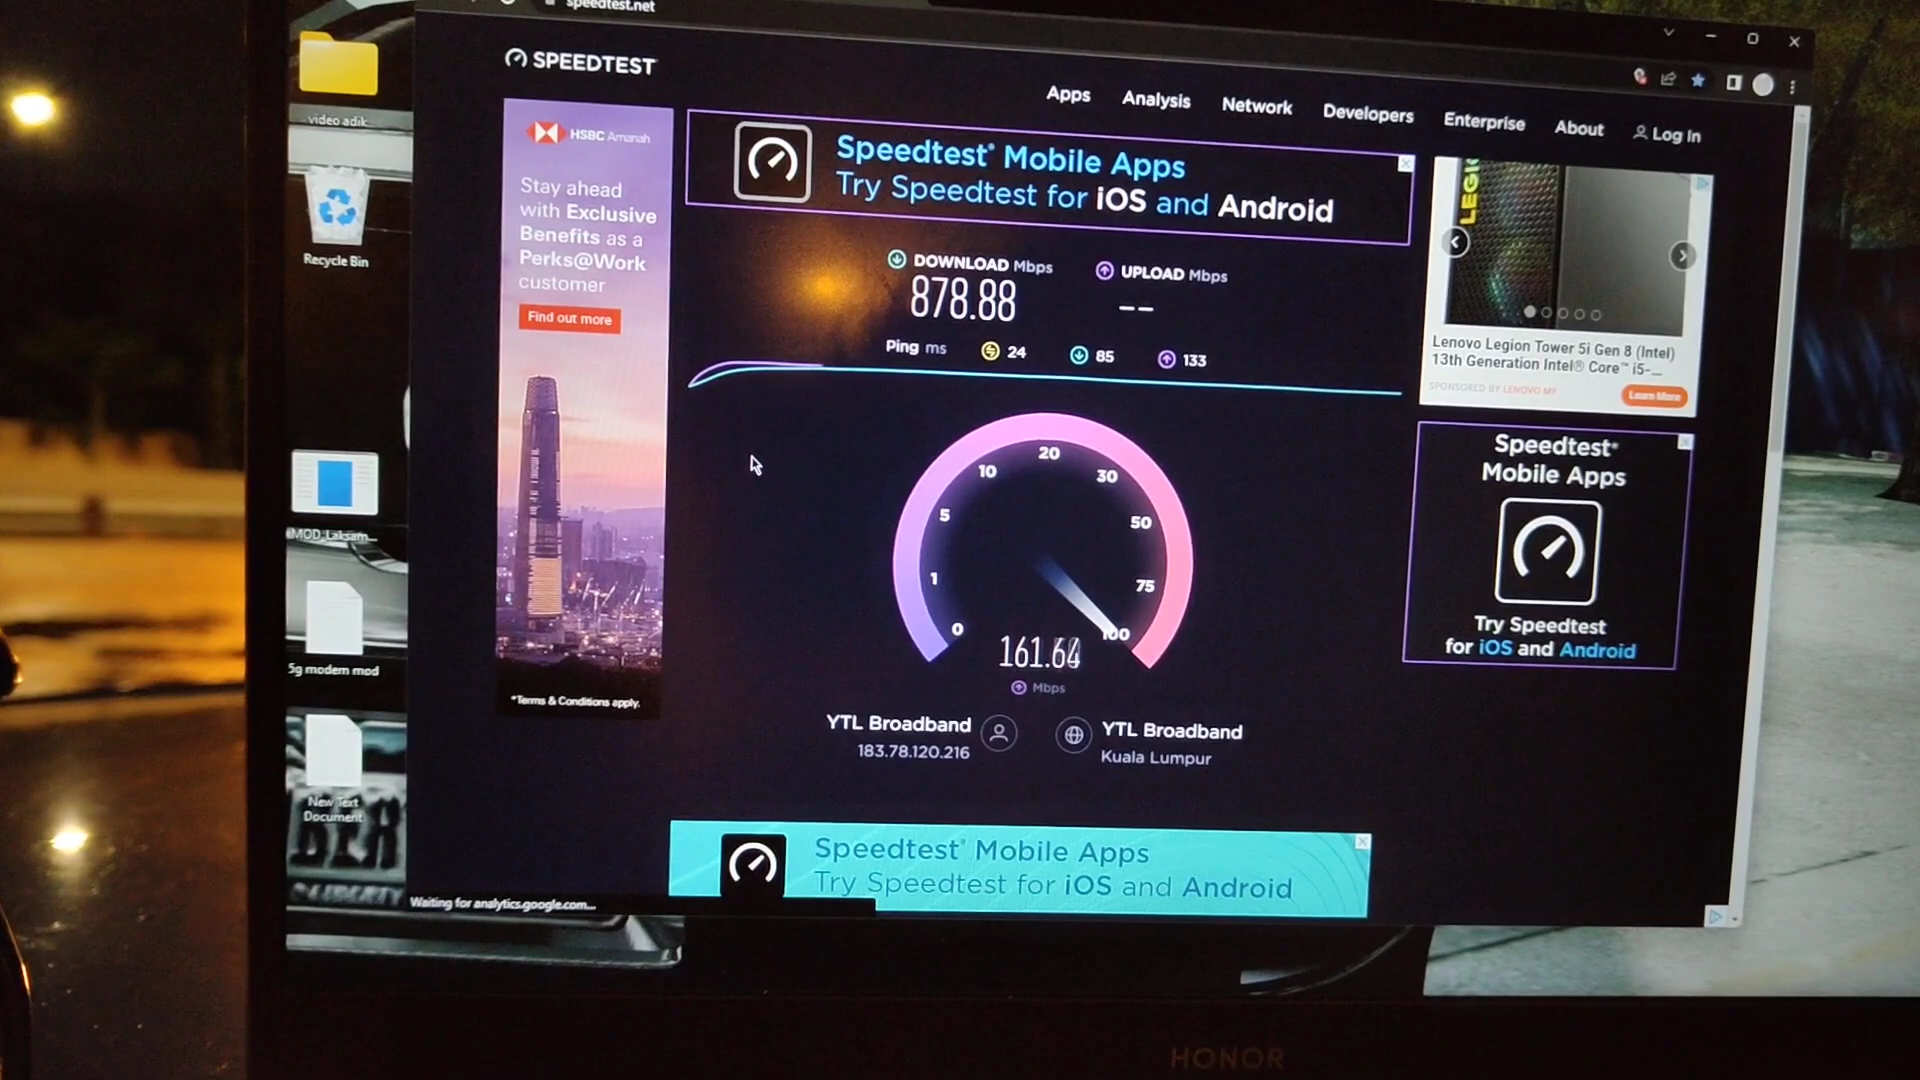 speedtest.net
SPEEDTEST
Apps
Analysis
Network
Developers
Enterprise
About
Log In
video adik
Recycle Bin
5g modem mod
New Text
Document
HSBC Amanah
Stay ahead
with Exclusive
Benefits as a
Perks@Work
customer
Find out more
*Terms & Conditions apply.
Speedtest® Mobile Apps
Try Speedtest for iOS and Android
DOWNLOAD Mbps
878.88
UPLOAD Mbps
– –
Ping ms
24
85
133
0
1
5
10
20
30
50
75
100
161.64
Mbps
YTL Broadband
183.78.120.216
YTL Broadband
Kuala Lumpur
Lenovo Legion Tower 5i Gen 8 (Intel)
13th Generation Intel® Core™ i5-...
SPONSORED BY LENOVO MY
Learn More
Speedtest®
Mobile Apps
Try Speedtest
for iOS and Android
Speedtest® Mobile Apps
Try Speedtest for iOS and Android
Waiting for analytics.google.com...
HONOR